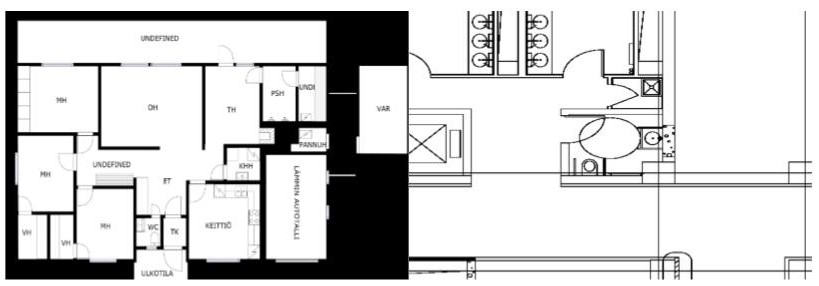 UNDEFINED
MH
OH
TH
PSH
UNDI
VAR
PANNUH
MH
UNDEFINED
KHH
ET
LÄMMIN AUTOTALLI
VH
VH
MH
WC
TK
KEITTIÖ
ULKOTILA